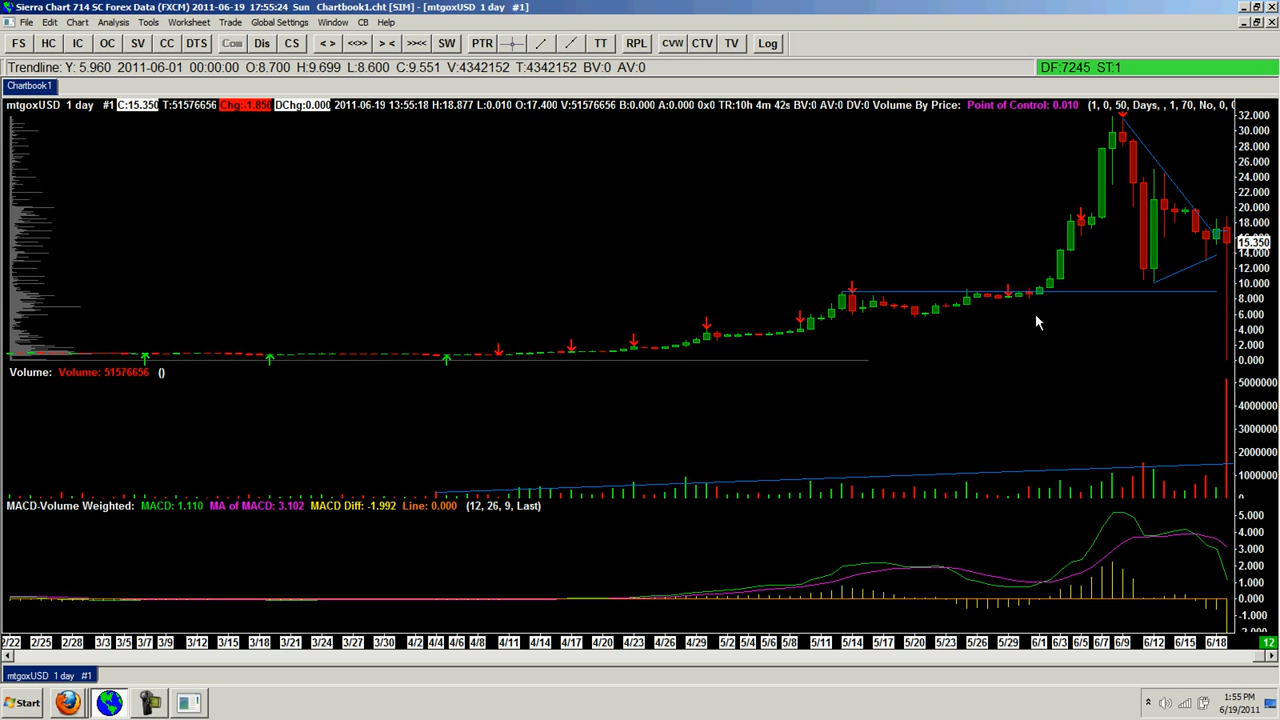 Sierra Chart 714 SC Forex Data (FXCM) 2011-06-19 17:55:24 Sun Chartbook1.cht [SIM] - [mtgoxUSD 1 day #1]
File Edit Chart Analysis Tools Worksheet Trade Global Settings Window CB Help
FS HC IC OC SV CC DTS Com Dis CS < > <<>> > < >><< SW PTR TT RPL CVW CTV TV Log
Trendline: Y: 5.960 2011-06-01 00:00:00 O:8.700 H:9.699 L:8.600 C:9.551 V:4342152 T:4342152 BV:0 AV:0 DF:7245 ST:1
Chartbook1
mtgoxUSD 1 day #1 C:15.350 T:51576656 Chg:-1.850 DChg:0.000 2011-06-19 13:55:18 H:18.877 L:0.010 O:17.400 V:51576656 B:0.000 A:0.000 0x0 TR:10h 4m 42s BV:0 AV:0 DV:0 Volume By Price: Point of Control: 0.010 (1, 0, 50, Days, , 1, 70, No, 0, 0
32.000
30.000
28.000
26.000
24.000
22.000
20.000
18.000
15.350
14.000
12.000
10.000
8.000
6.000
4.000
2.000
0.000
Volume: Volume: 51576656 ()
5000000
4000000
3000000
2000000
1000000
0
MACD-Volume Weighted: MACD: 1.110 MA of MACD: 3.102 MACD Diff: -1.992 Line: 0.000 (12, 26, 9, Last)
5.000
4.000
3.000
2.000
1.000
0.000
-1.000
2/22 2/25 2/28 3/3 3/5 3/7 3/9 3/12 3/15 3/18 3/21 3/24 3/27 3/30 4/2 4/4 4/6 4/8 4/11 4/14 4/17 4/20 4/23 4/26 4/29 5/2 5/4 5/6 5/8 5/11 5/14 5/17 5/20 5/23 5/26 5/29 6/1 6/3 6/5 6/7 6/9 6/12 6/15 6/18 12
mtgoxUSD 1 day #1
Start 1:55 PM
6/19/2011